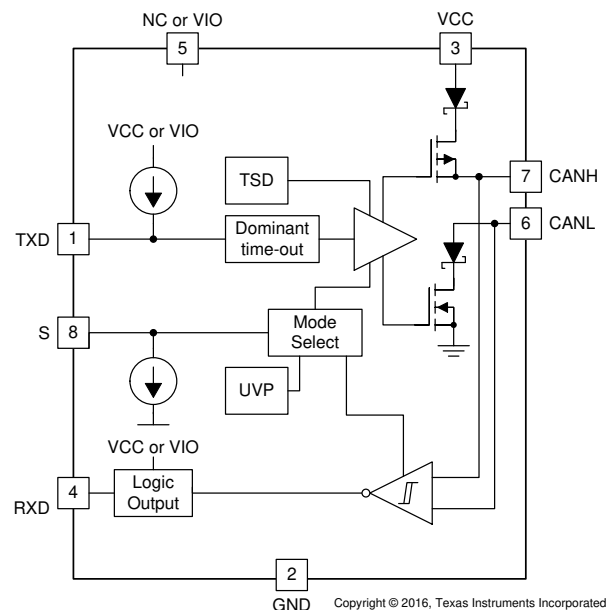 NC or VIO
VCC
5
3
VCC or VIO
TSD
7
CANH
6
CANL
TXD
1
Dominant
time-out
S
8
Mode
Select
UVP
VCC or VIO
RXD
4
Logic
Output
2
GND
Copyright © 2016, Texas Instruments Incorporated